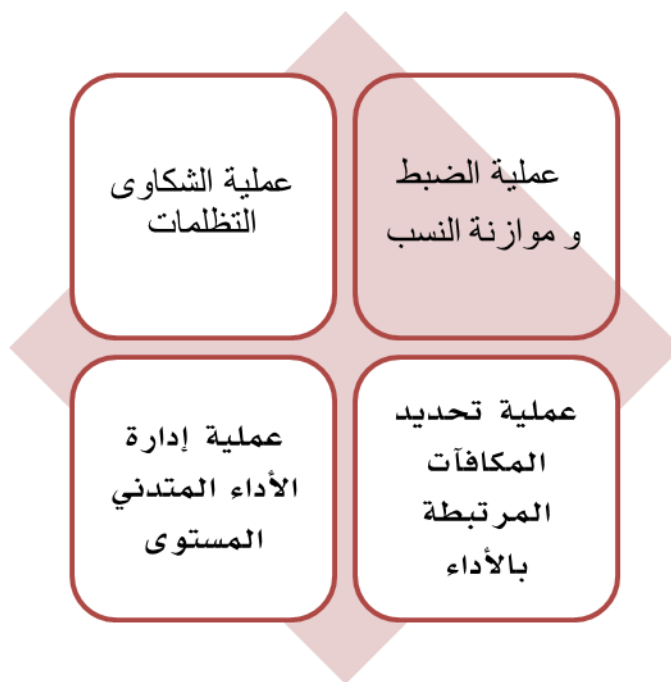 عملية الضبط
و موازنة النسب
عملية الشكاوى
التظلمات
عملية تحديد
المكافآت
المرتبطة
بالأداء
عملية إدارة
الأداء المتدني
المستوى